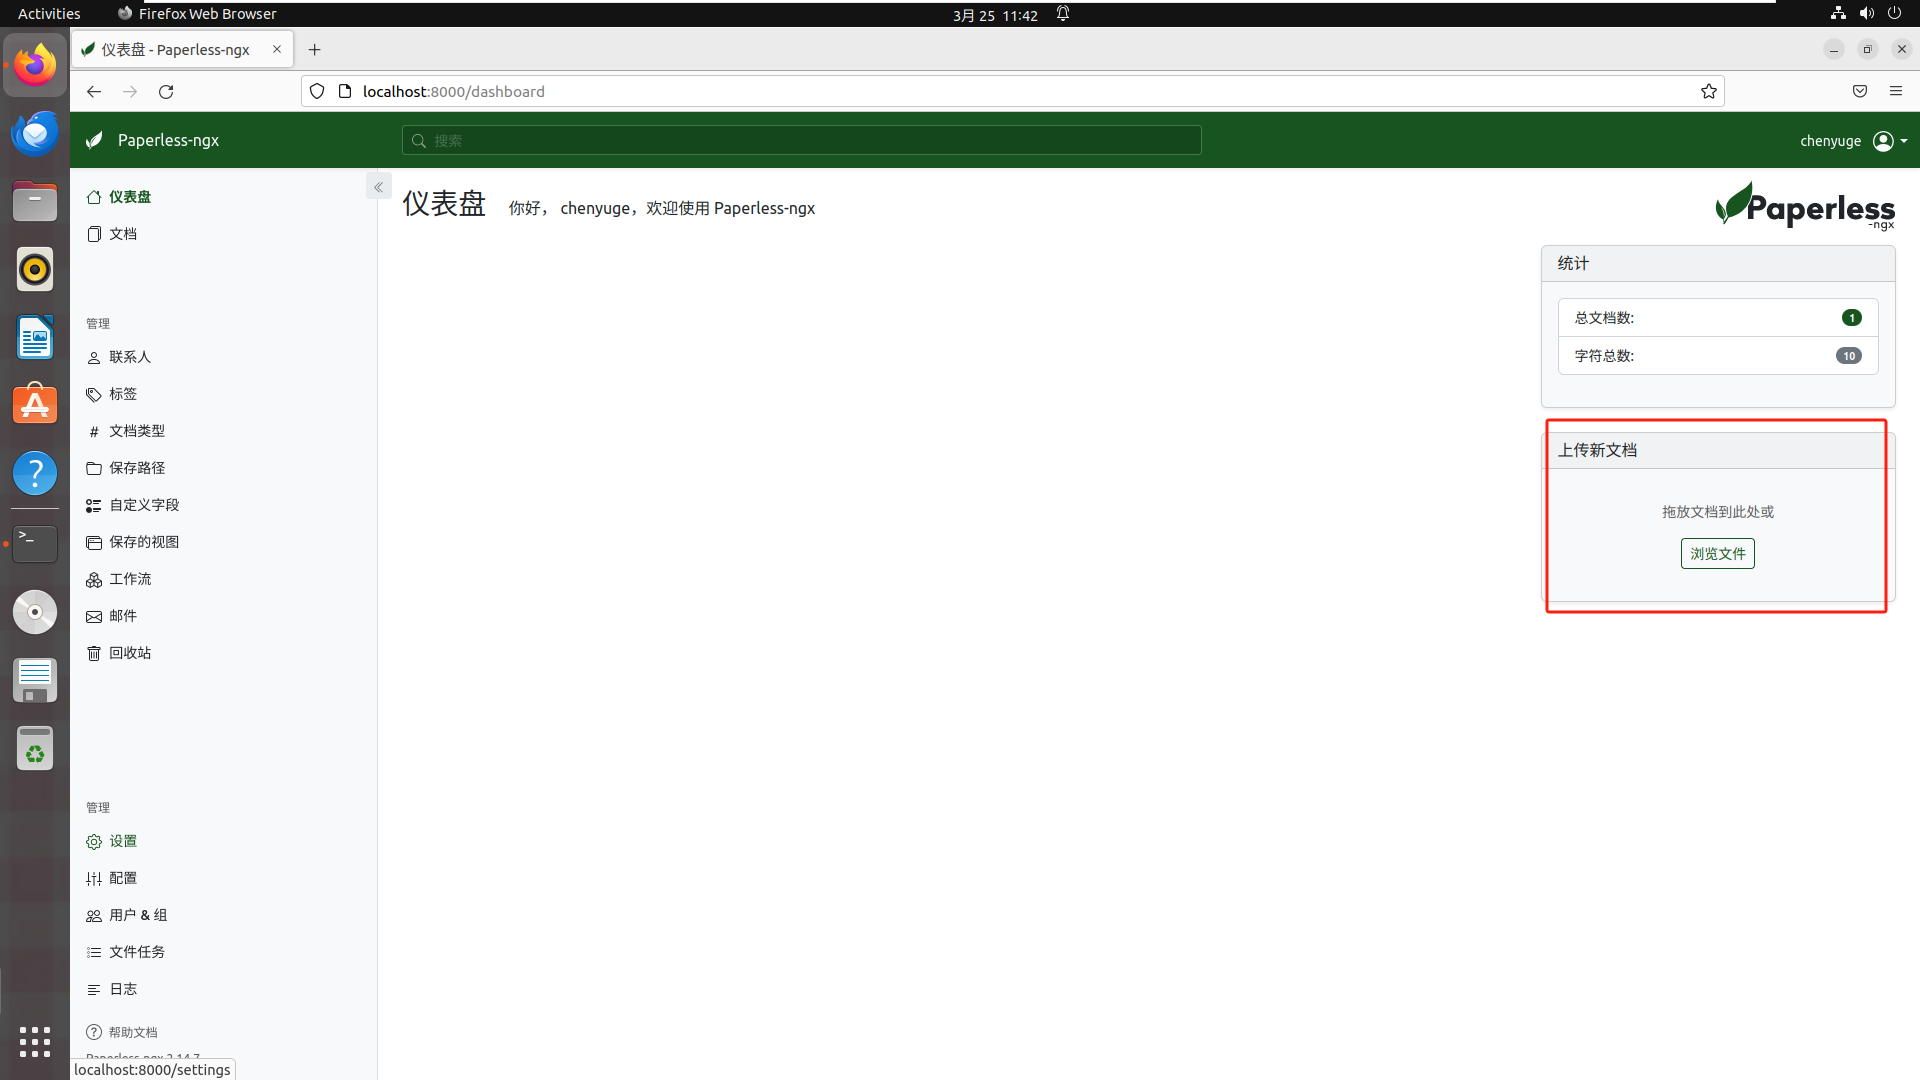 Activities
Firefox Web Browser
3月 25 11:42
仪表盘 - Paperless-ngx
localhost:8000/dashboard
Paperless-ngx
搜索
chenyuge
仪表盘
文档
管理
联系人
标签
文档类型
保存路径
自定义字段
保存的视图
工作流
邮件
回收站
管理
设置
配置
用户 & 组
文件任务
日志
帮助文档
Paperless-ngx 2.14.7
localhost:8000/settings
仪表盘 你好， chenyuge，欢迎使用 Paperless-ngx
Paperless
-ngx
统计
总文档数: 1
字符总数: 10
上传新文档
拖放文档到此处或
浏览文件